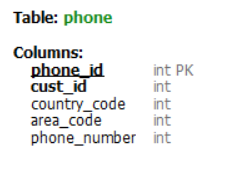 Table: phone
Columns:
phone_id int PK
cust_id int
country_code int
area_code int
phone_number int